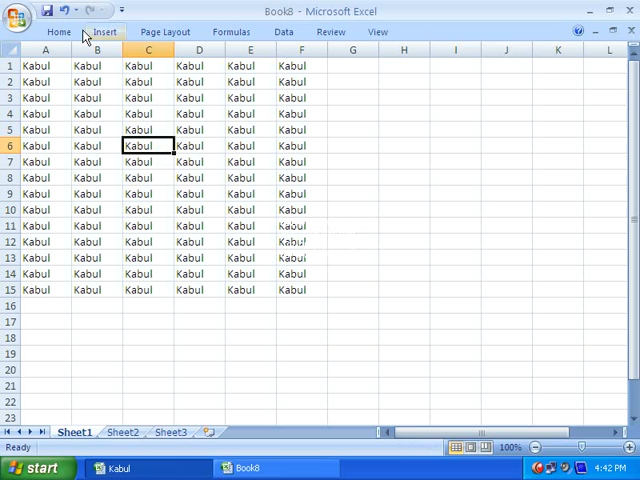 Book8 - Microsoft Excel
Home Insert Page Layout Formulas Data Review View
A B C D E F G H I J K L
1 Kabul Kabul Kabul Kabul Kabul Kabul
2 Kabul Kabul Kabul Kabul Kabul Kabul
3 Kabul Kabul Kabul Kabul Kabul Kabul
4 Kabul Kabul Kabul Kabul Kabul Kabul
5 Kabul Kabul Kabul Kabul Kabul Kabul
6 Kabul Kabul Kabul Kabul Kabul Kabul
7 Kabul Kabul Kabul Kabul Kabul Kabul
8 Kabul Kabul Kabul Kabul Kabul Kabul
9 Kabul Kabul Kabul Kabul Kabul Kabul
10 Kabul Kabul Kabul Kabul Kabul Kabul
11 Kabul Kabul Kabul Kabul Kabul Kabul
12 Kabul Kabul Kabul Kabul Kabul Kabul
13 Kabul Kabul Kabul Kabul Kabul Kabul
14 Kabul Kabul Kabul Kabul Kabul Kabul
15 Kabul Kabul Kabul Kabul Kabul Kabul
16
17
18
19
20
21
22
23
Sheet1 Sheet2 Sheet3
Ready 100%
start Kabul Book8 4:42 PM